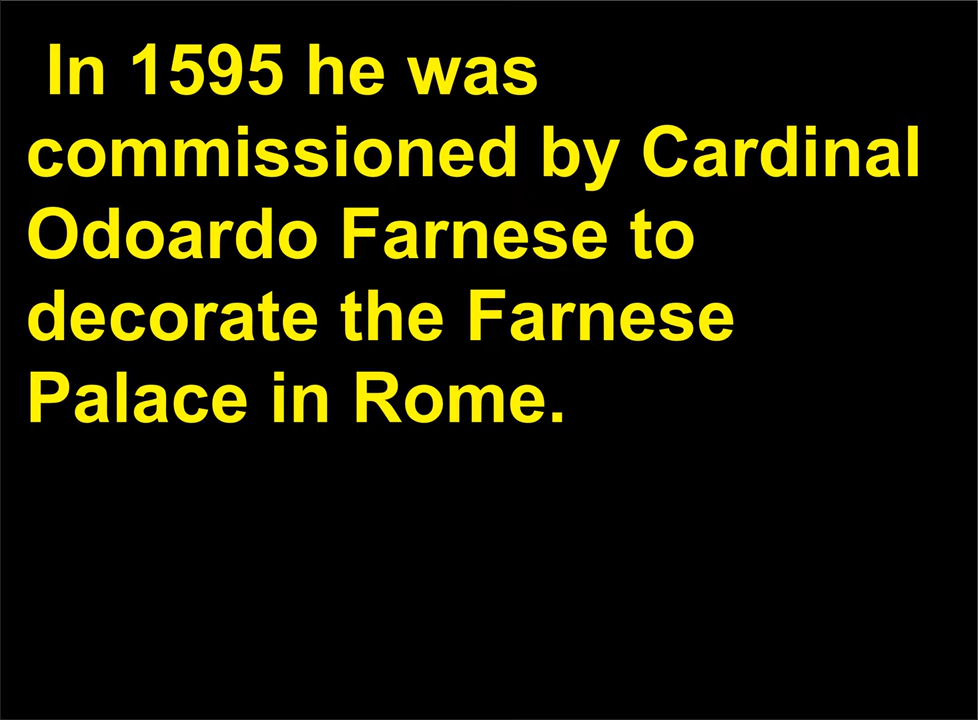 In 1595 he was
commissioned by Cardinal
Odoardo Farnese to
decorate the Farnese
Palace in Rome.